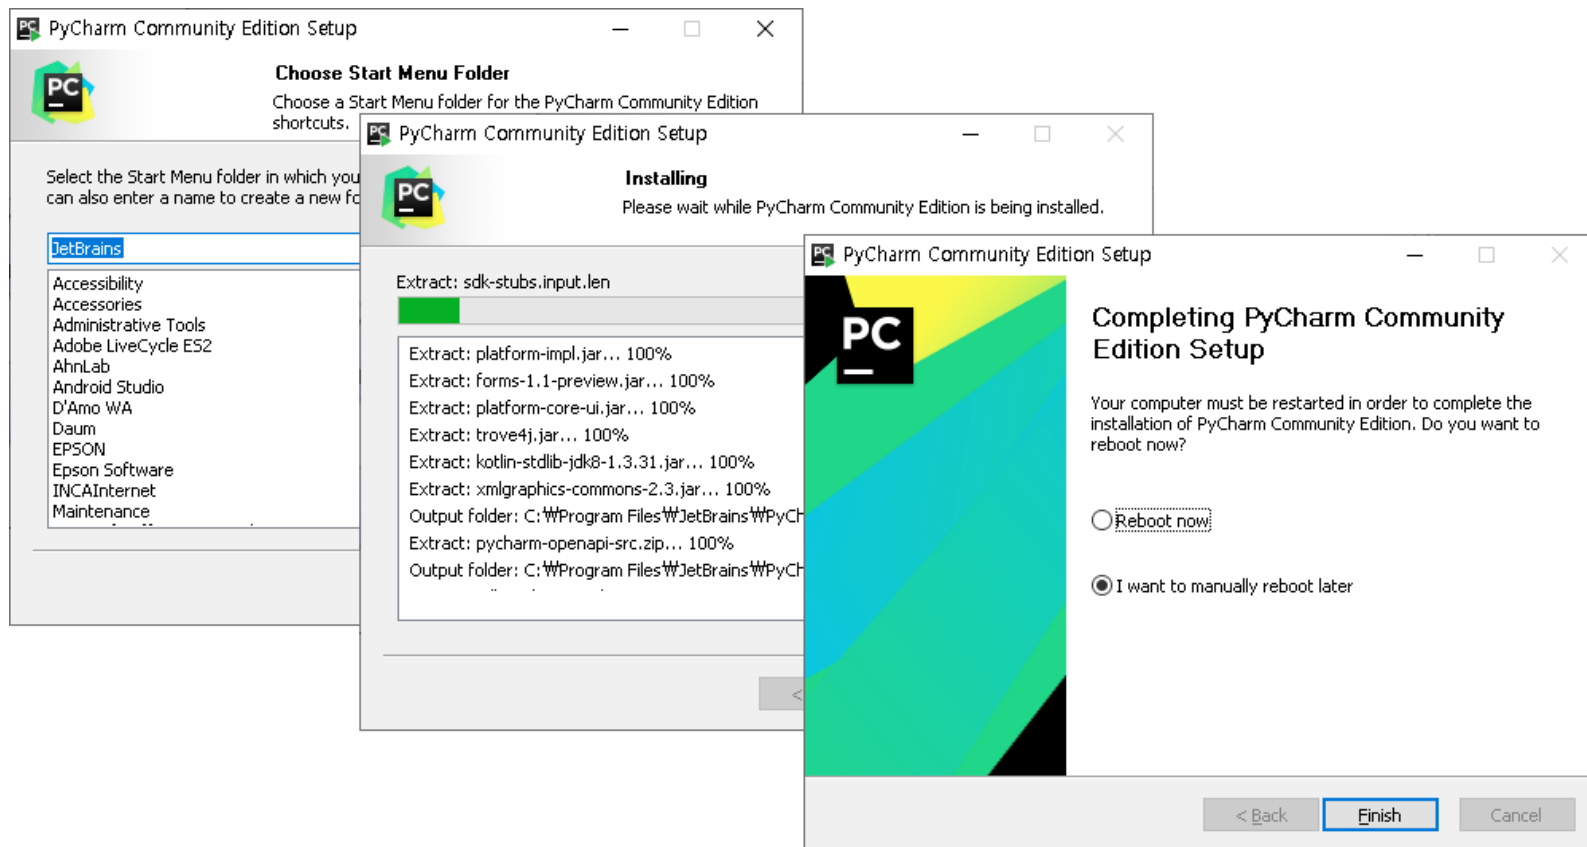 PyCharm Community Edition Setup
PC
Choose Start Menu Folder
Choose a Start Menu folder for the PyCharm Community Edition
shortcuts.
Select the Start Menu folder in which you
can also enter a name to create a new fo
JetBrains
Accessibility
Accessories
Administrative Tools
Adobe LiveCycle ES2
AhnLab
Android Studio
D'Amo WA
Daum
EPSON
Epson Software
INCAInternet
Maintenance
PyCharm Community Edition Setup
PC
Installing
Please wait while PyCharm Community Edition is being installed.
Extract: sdk-stubs.input.len
Extract: platform-impl.jar... 100%
Extract: forms-1.1-preview.jar... 100%
Extract: platform-core-ui.jar... 100%
Extract: trove4j.jar... 100%
Extract: kotlin-stdlib-jdk8-1.3.31.jar... 100%
Extract: xmlgraphics-commons-2.3.jar... 100%
Output folder: C:₩Program Files₩JetBrains₩PyCh
Extract: pycharm-openapi-src.zip... 100%
Output folder: C:₩Program Files₩JetBrains₩PyCh
<
PyCharm Community Edition Setup
PC
Completing PyCharm Community
Edition Setup
Your computer must be restarted in order to complete the
installation of PyCharm Community Edition. Do you want to
reboot now?
Reboot now
I want to manually reboot later
< Back
Finish
Cancel